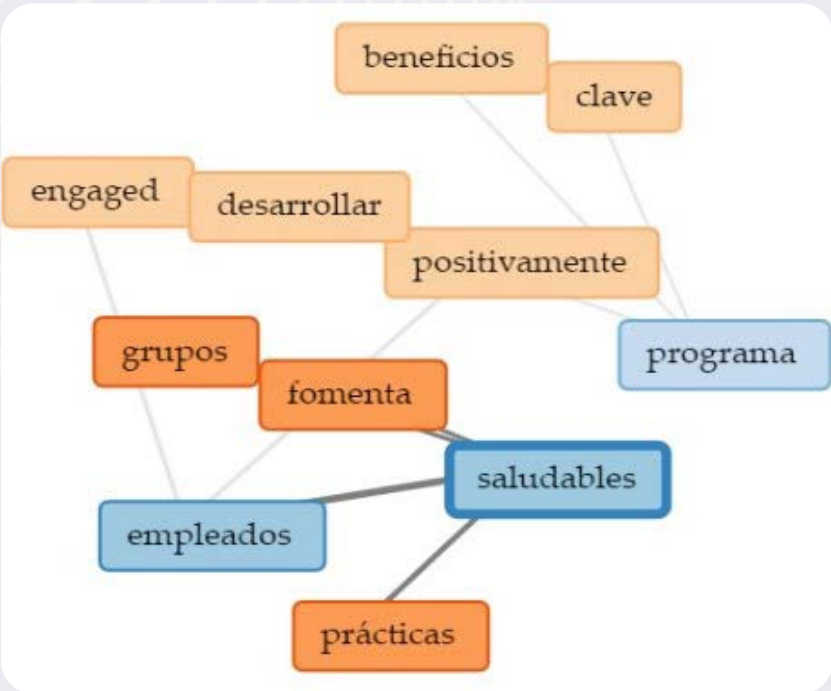 beneficios
clave
engaged
desarrollar
positivamente
grupos
programa
fomenta
saludables
empleados
prácticas